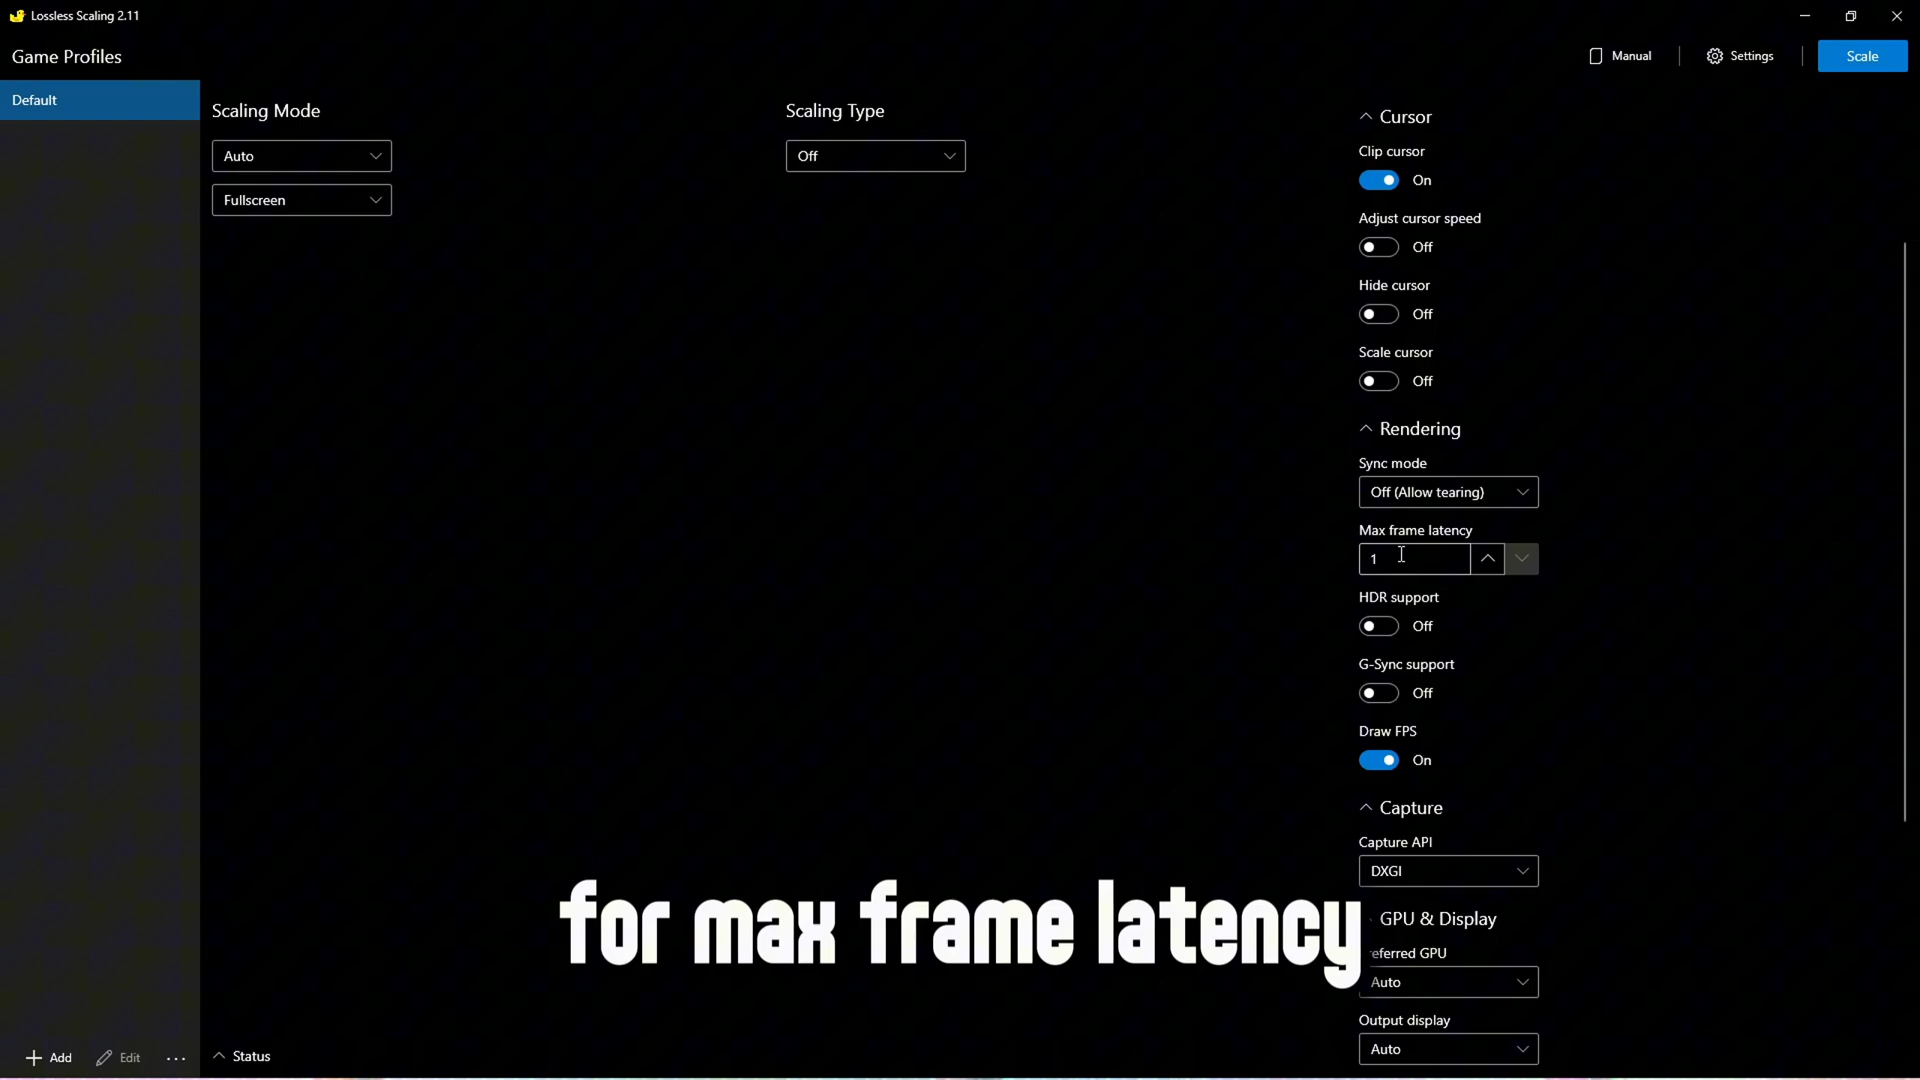 Lossless Scaling 2.11
Game Profiles
Manual
Settings
Scale
Default
Scaling Mode
Auto
Fullscreen
Scaling Type
Off
Cursor
Clip cursor
On
Adjust cursor speed
Off
Hide cursor
Off
Scale cursor
Off
Rendering
Sync mode
Off (Allow tearing)
Max frame latency
1
HDR support
Off
G-Sync support
Off
Draw FPS
On
Capture
Capture API
DXGI
GPU & Display
eferred GPU
Auto
Output display
Auto
for max frame latency
Add
Edit
...
Status